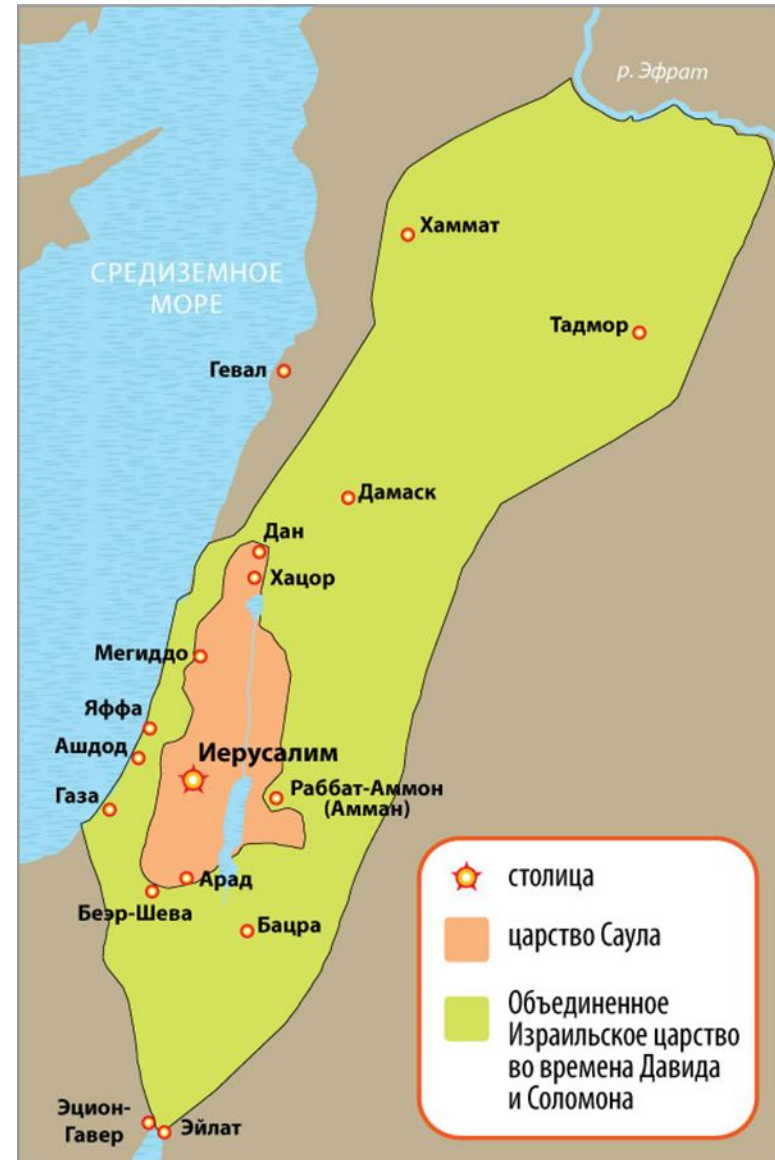 р. Эфрат
Хаммат
СРЕДИЗЕМНОЕ
МОРЕ
Тадмор
Гевал
Дамаск
Дан
Хацор
Мегиддо
Яффа
Ашдод
Иерусалим
Газа
Раббат-Аммон
(Амман)
Арад
Беэр-Шева
Бацра
Эцион-
Гавер
Эйлат
столица
царство Саула
Объединенное
Израильское царство
во времена Давида
и Соломона